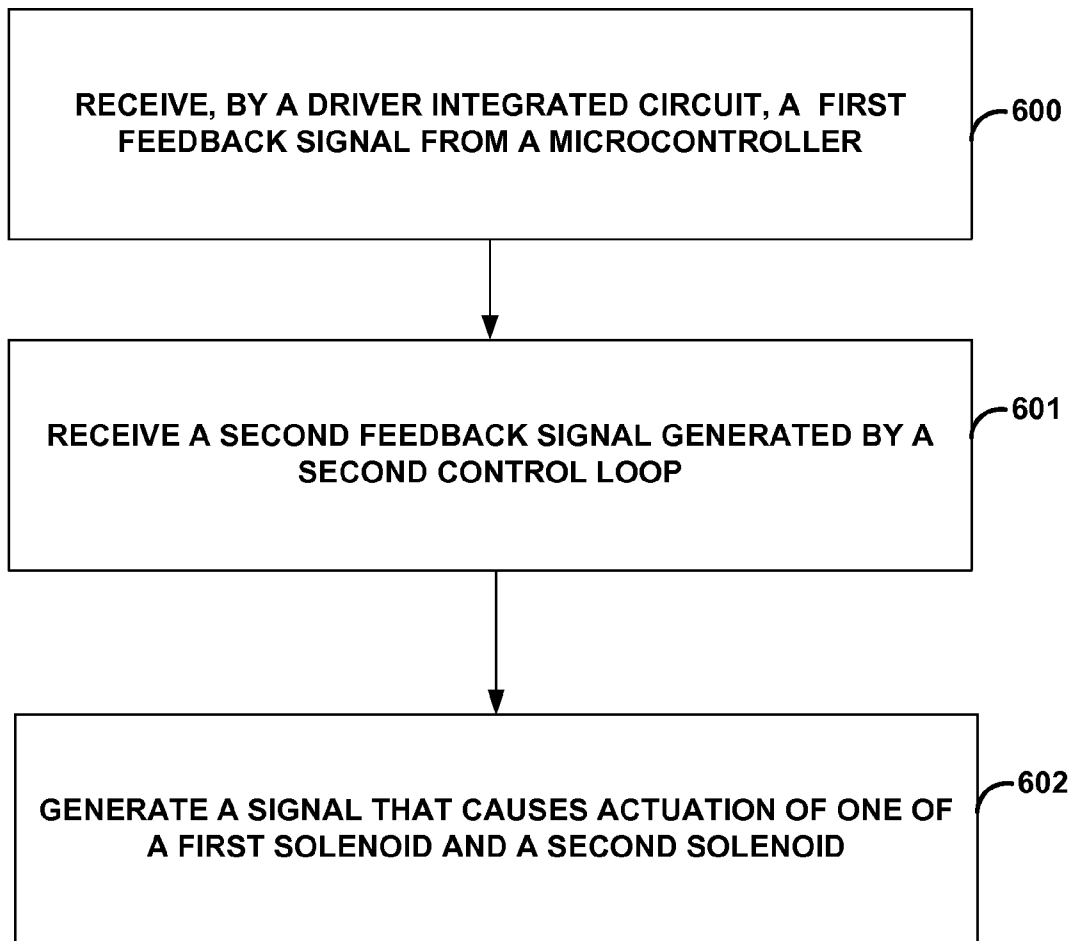 RECEIVE, BY A DRIVER INTEGRATED CIRCUIT, A FIRST
FEEDBACK SIGNAL FROM A MICROCONTROLLER
600
RECEIVE A SECOND FEEDBACK SIGNAL GENERATED BY A
SECOND CONTROL LOOP
601
GENERATE A SIGNAL THAT CAUSES ACTUATION OF ONE OF
A FIRST SOLENOID AND A SECOND SOLENOID
602